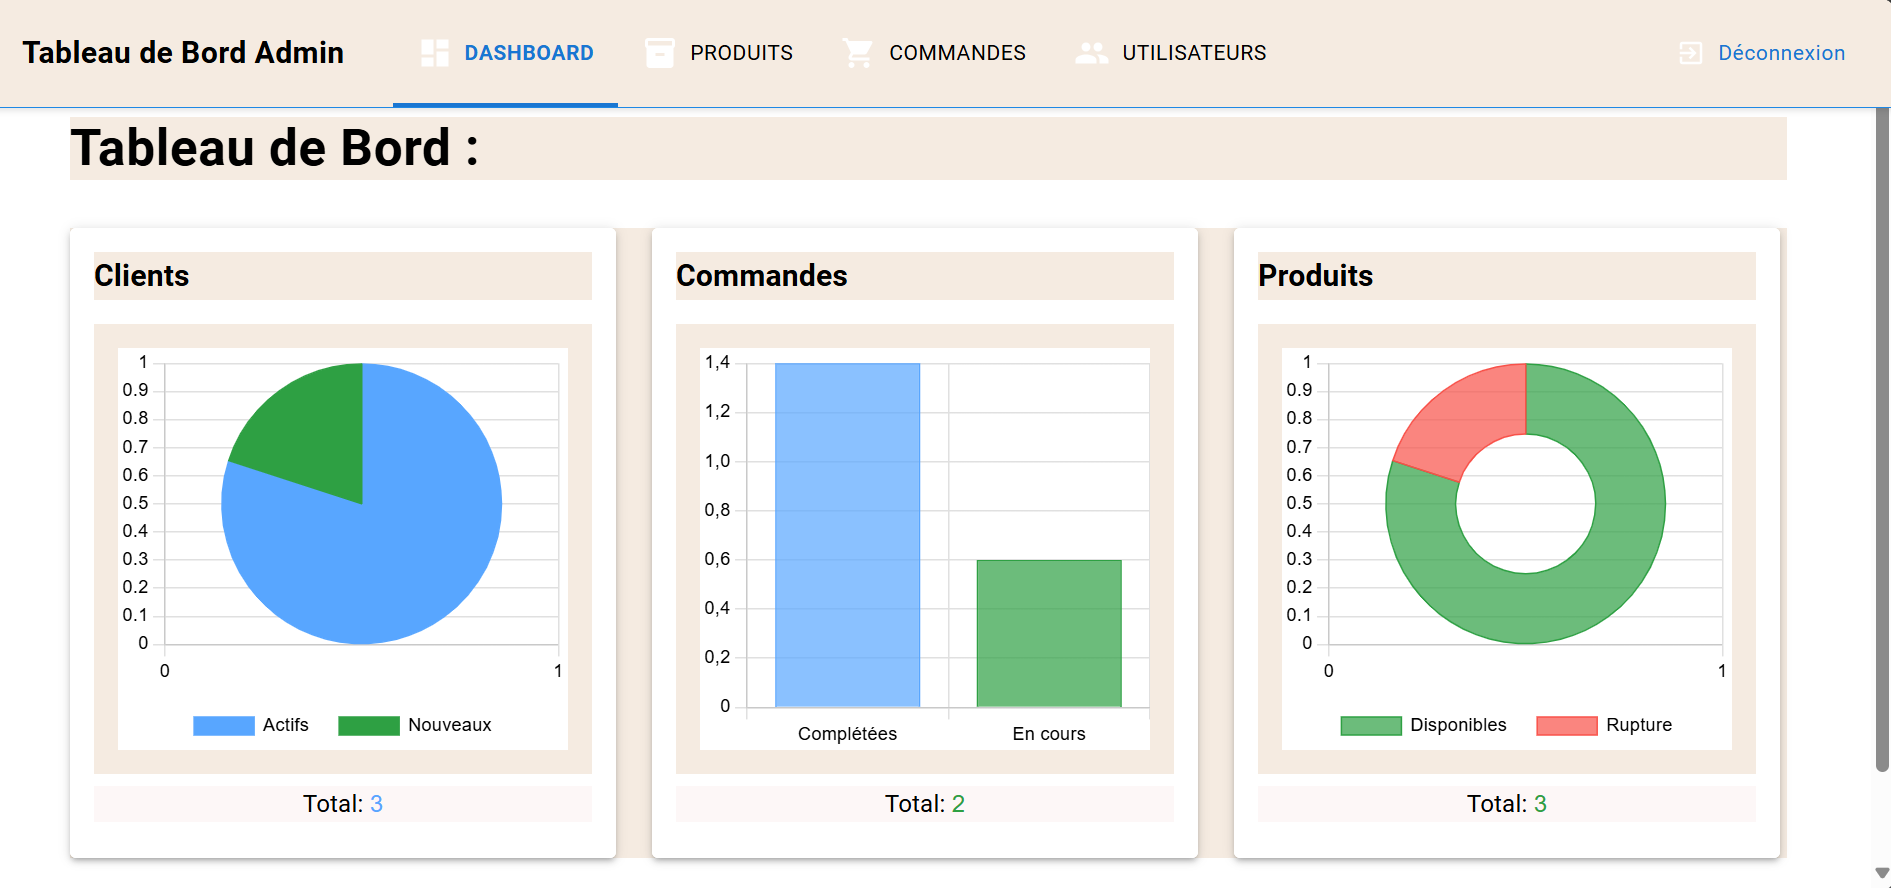 Tableau de Bord Admin
DASHBOARD
PRODUITS
COMMANDES
UTILISATEURS
Déconnexion
Tableau de Bord :
Clients
1
0.9
0.8
0.7
0.6
0.5
0.4
0.3
0.2
0.1
0
0 1
Actifs Nouveaux
Total: 3
Commandes
1,4
1,2
1,0
0,8
0,6
0,4
0,2
0
Complétées En cours
Total: 2
Produits
1
0.9
0.8
0.7
0.6
0.5
0.4
0.3
0.2
0.1
0
0 1
Disponibles Rupture
Total: 3